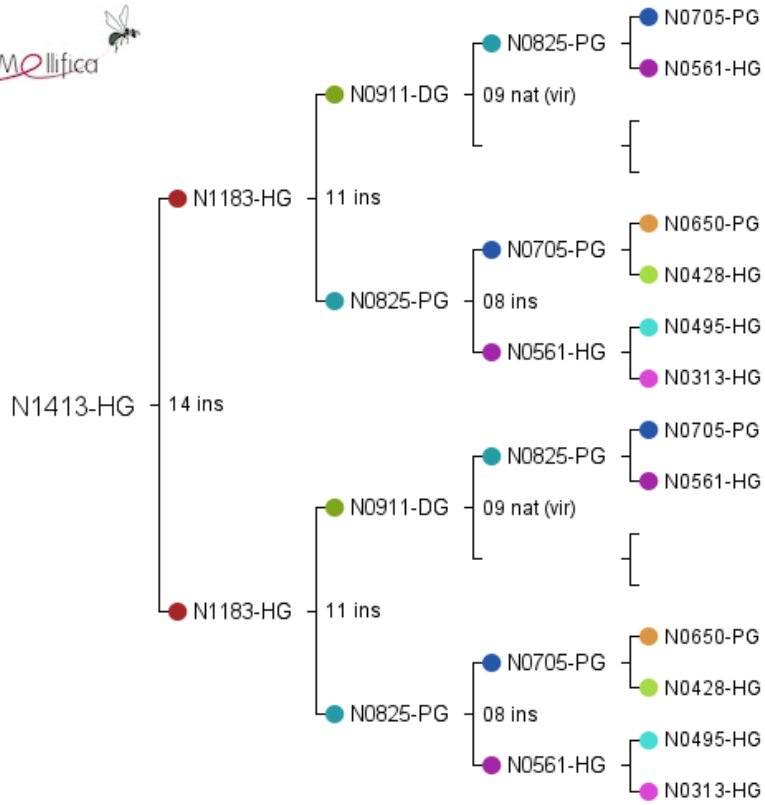 N0705-PG
N0825-PG
Mellifica
N0561-HG
N0911-DG
09 nat (vir)
N1183-HG
11 ins
N0650-PG
N0705-PG
N0428-HG
N0825-PG
08 ins
N0495-HG
N0561-HG
N0313-HG
N1413-HG
14 ins
N0705-PG
N0825-PG
N0561-HG
N0911-DG
09 nat (vir)
N1183-HG
11 ins
N0650-PG
N0705-PG
N0428-HG
N0825-PG
08 ins
N0495-HG
N0561-HG
N0313-HG